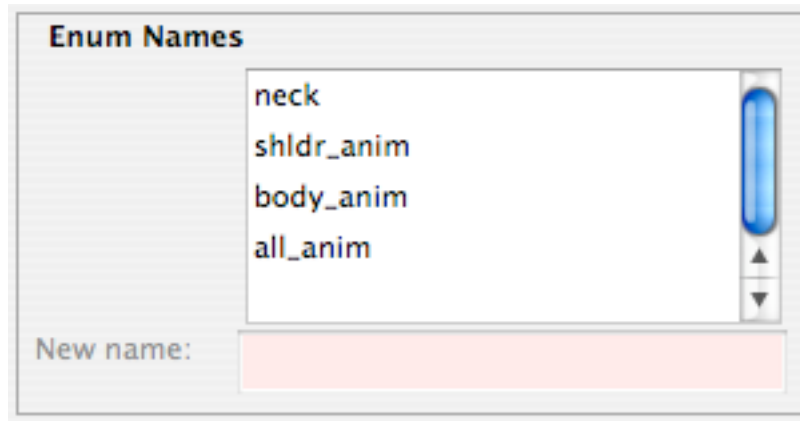 Enum Names
neck
shldr_anim
body_anim
all_anim
New name: